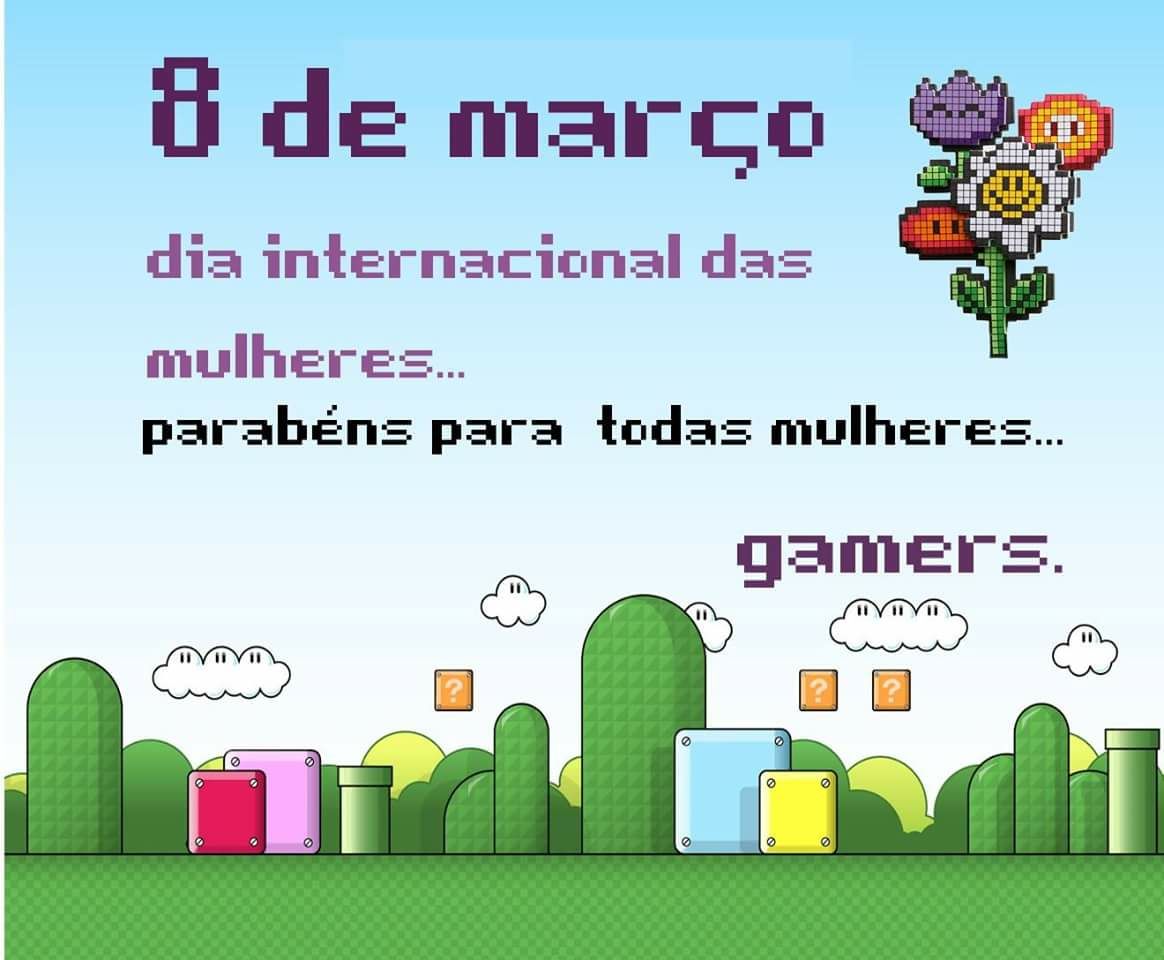 8 de março
dia internacional das
mulheres...
parabéns para todas mulheres...
gamers.
? ? ?